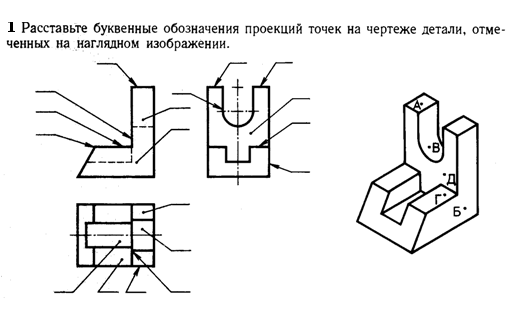 1 Расставьте буквенные обозначения проекций точек на чертеже детали, отме-
ченных на наглядном изображении.
А
В
Д
Г
Б